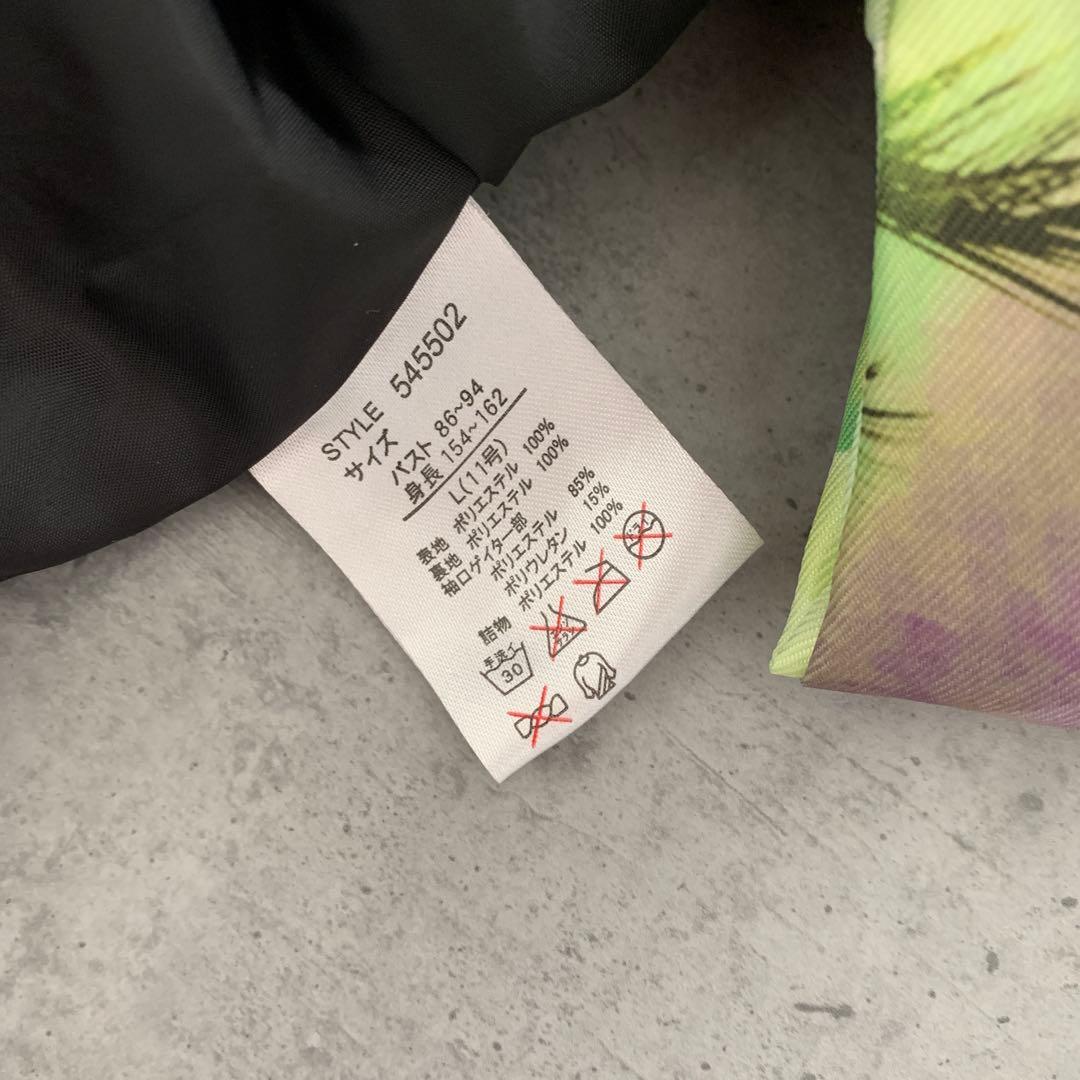 STYLE 545502
サイズ
バスト 86~94
身長 154~162
L(11号)
表地 ポリエステル 100%
裏地 ポリエステル 100%
袖口ゲイター部
ポリエステル 85%
ポリウレタン 15%
詰物 ポリエステル 100%
手洗イ
30
ドライ